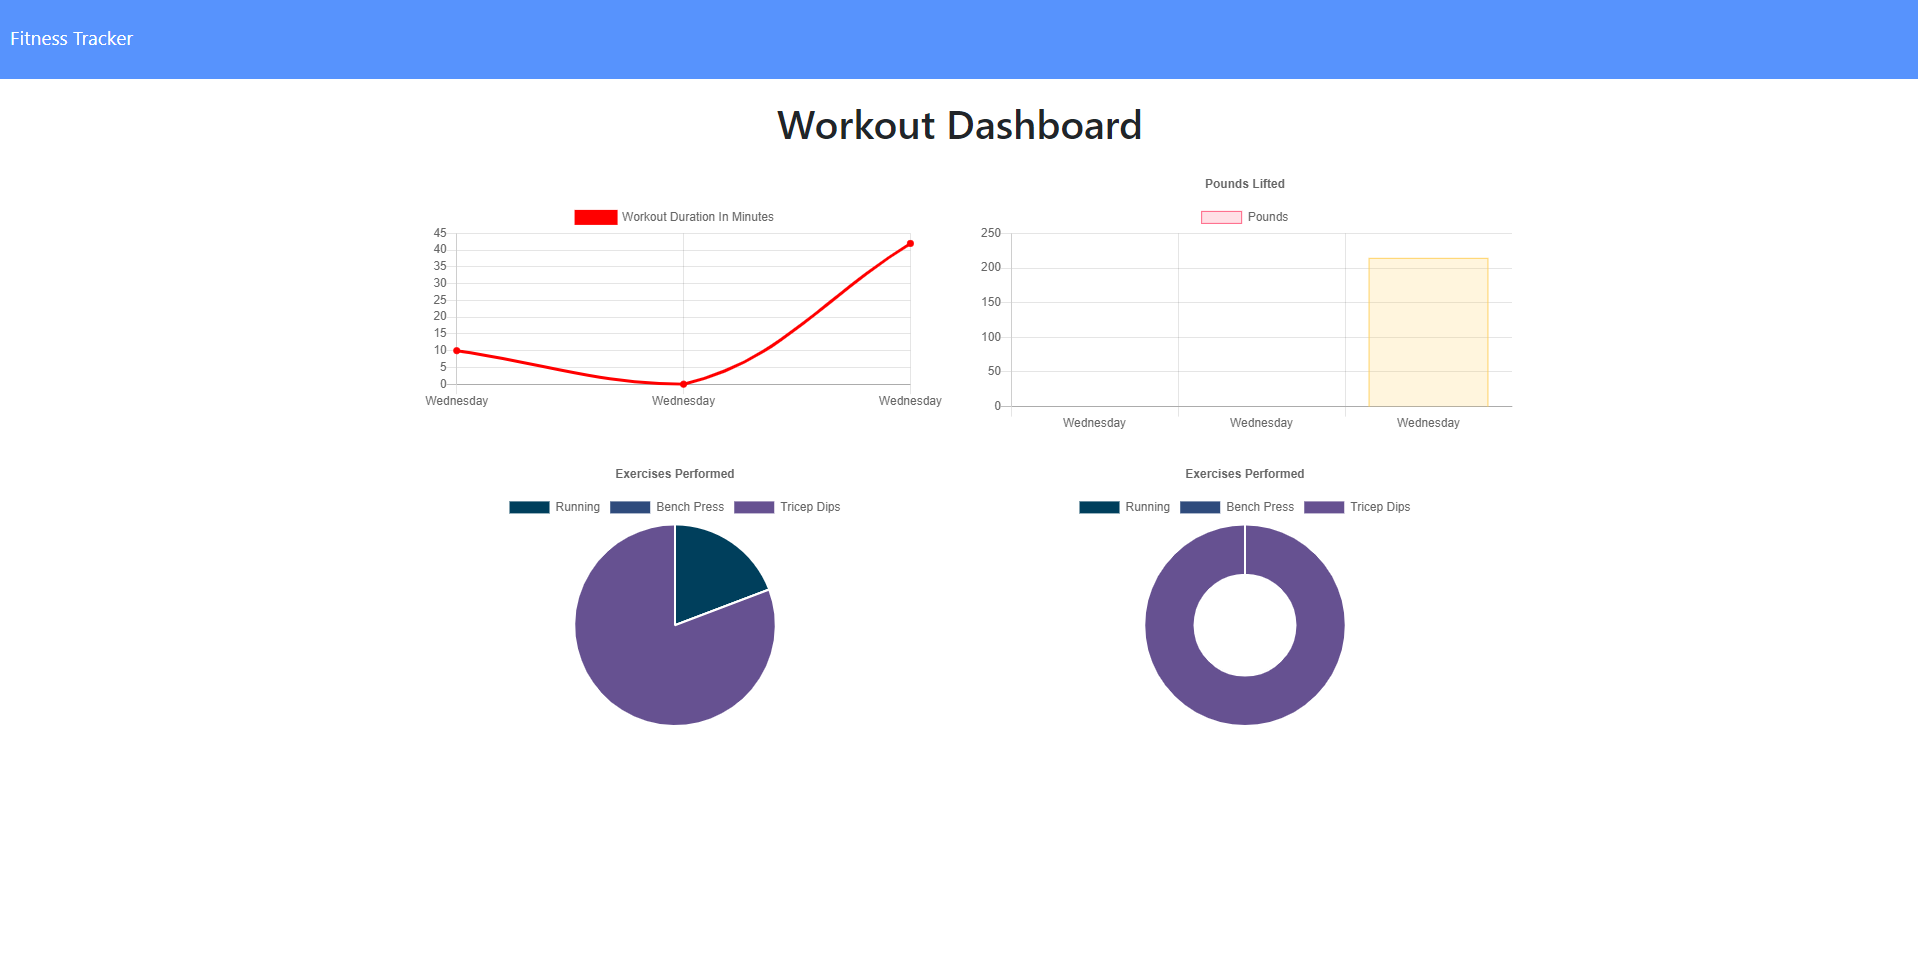 Fitness Tracker
Workout Dashboard
Workout Duration In Minutes
45
40
35
30
25
20
15
10
5
0
Wednesday Wednesday Wednesday
Pounds Lifted
Pounds
250
200
150
100
50
0
Wednesday Wednesday Wednesday
Exercises Performed
Running Bench Press Tricep Dips
Exercises Performed
Running Bench Press Tricep Dips